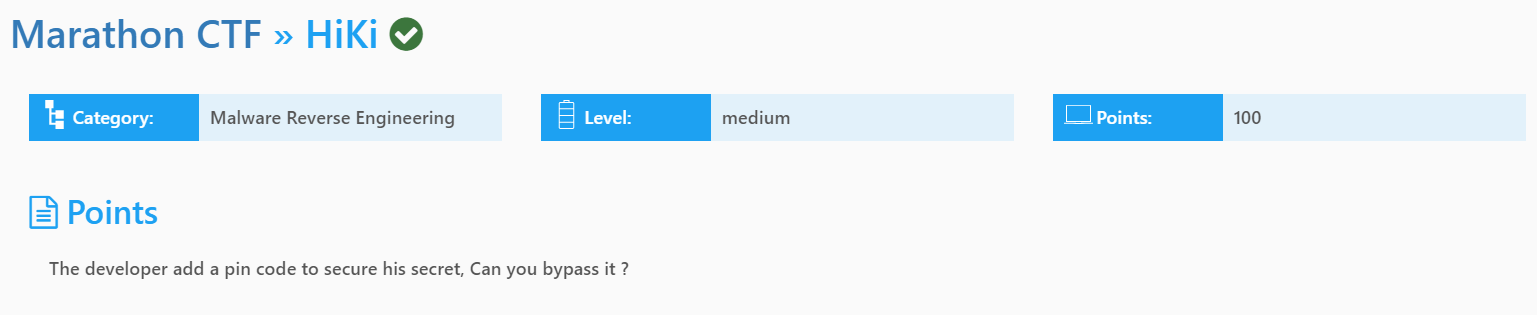 Marathon CTF » HiKi
Category: Malware Reverse Engineering Level: medium Points: 100
Points
The developer add a pin code to secure his secret, Can you bypass it ?